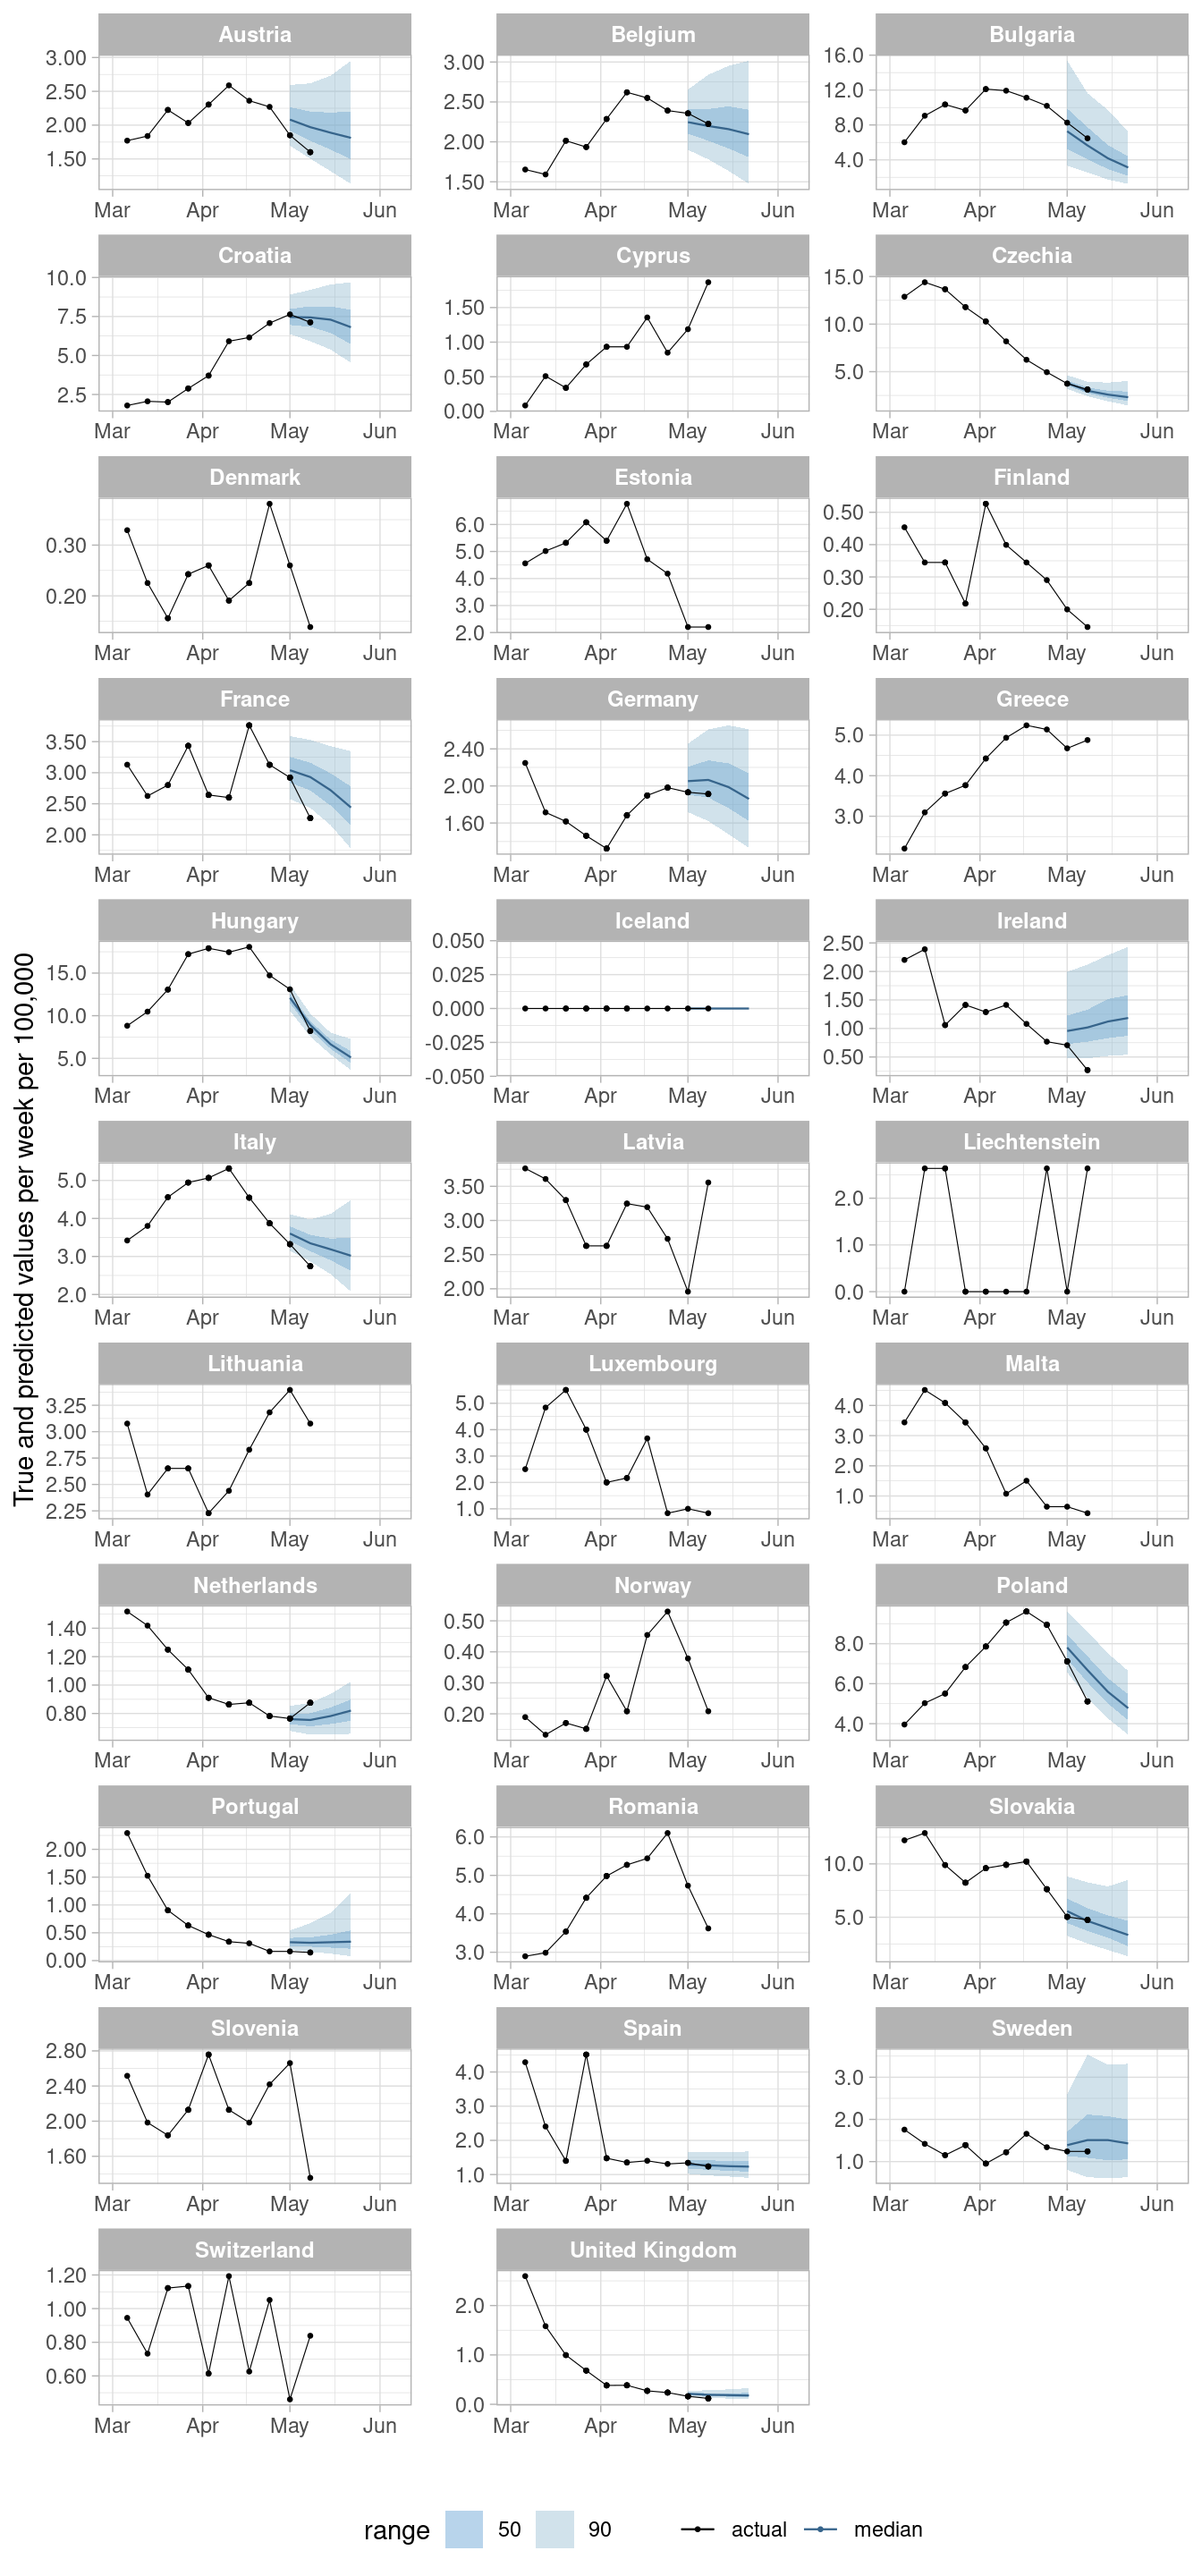 True and predicted values per week per 100,000
Austria
3.00
2.50
2.00
1.50
Mar Apr May Jun
Belgium
3.00
2.50
2.00
1.50
Mar Apr May Jun
Bulgaria
16.0
12.0
8.0
4.0
Mar Apr May Jun
Croatia
10.0
7.5
5.0
2.5
Mar Apr May Jun
Cyprus
1.50
1.00
0.50
0.00
Mar Apr May Jun
Czechia
15.0
10.0
5.0
Mar Apr May Jun
Denmark
0.30
0.20
Mar Apr May Jun
Estonia
6.0
5.0
4.0
3.0
2.0
Mar Apr May Jun
Finland
0.50
0.40
0.30
0.20
Mar Apr May Jun
France
3.50
3.00
2.50
2.00
Mar Apr May Jun
Germany
2.40
2.00
1.60
Mar Apr May Jun
Greece
5.0
4.0
3.0
Mar Apr May Jun
Hungary
15.0
10.0
5.0
Mar Apr May Jun
Iceland
0.050
0.025
0.000
-0.025
-0.050
Mar Apr May Jun
Ireland
2.50
2.00
1.50
1.00
0.50
Mar Apr May Jun
Italy
5.0
4.0
3.0
2.0
Mar Apr May Jun
Latvia
3.50
3.00
2.50
2.00
Mar Apr May Jun
Liechtenstein
2.0
1.0
0.0
Mar Apr May Jun
Lithuania
3.25
3.00
2.75
2.50
2.25
Mar Apr May Jun
Luxembourg
5.0
4.0
3.0
2.0
1.0
Mar Apr May Jun
Malta
4.0
3.0
2.0
1.0
Mar Apr May Jun
Netherlands
1.40
1.20
1.00
0.80
Mar Apr May Jun
Norway
0.50
0.40
0.30
0.20
Mar Apr May Jun
Poland
8.0
6.0
4.0
Mar Apr May Jun
Portugal
2.00
1.50
1.00
0.50
0.00
Mar Apr May Jun
Romania
6.0
5.0
4.0
3.0
Mar Apr May Jun
Slovakia
10.0
5.0
Mar Apr May Jun
Slovenia
2.80
2.40
2.00
1.60
Mar Apr May Jun
Spain
4.0
3.0
2.0
1.0
Mar Apr May Jun
Sweden
3.0
2.0
1.0
Mar Apr May Jun
Switzerland
1.20
1.00
0.80
0.60
Mar Apr May Jun
United Kingdom
2.0
1.0
0.0
Mar Apr May Jun
range 50 90 actual median